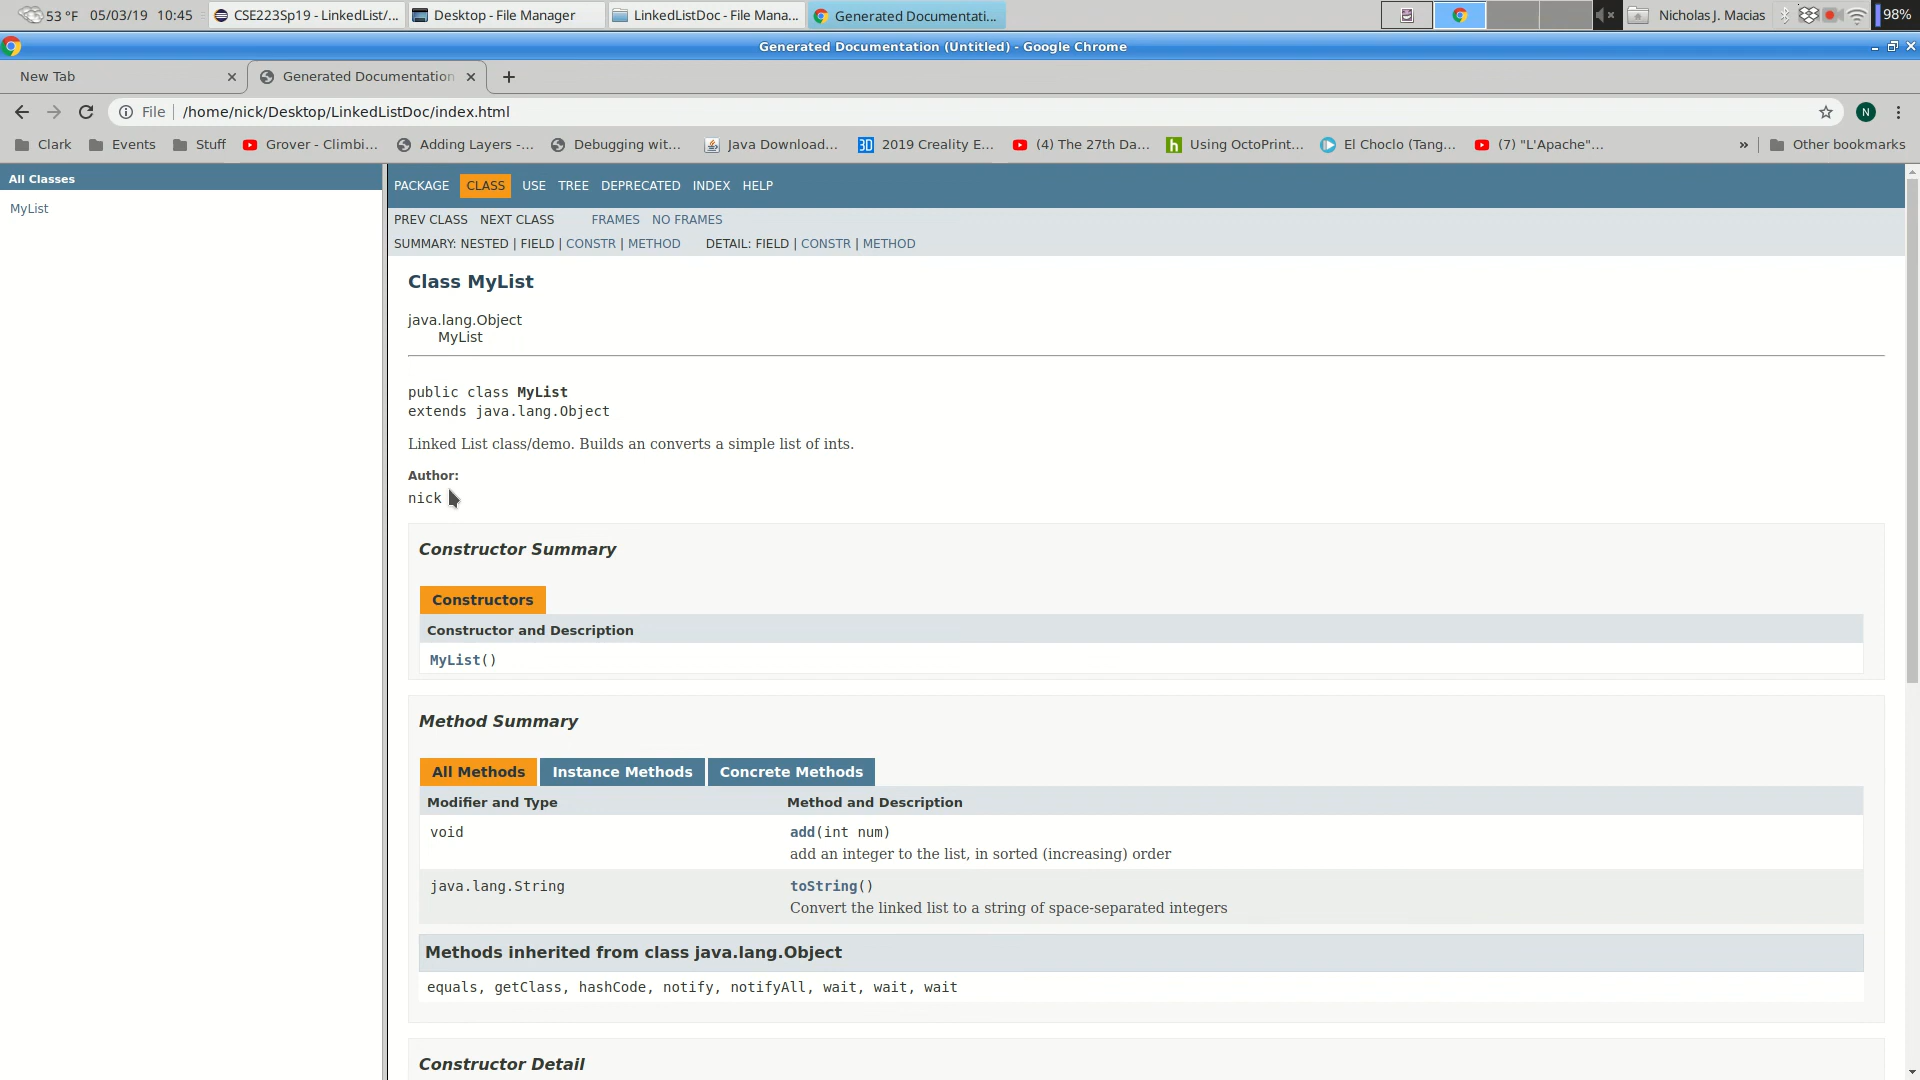 53 °F 05/03/19 10:45 CSE223Sp19 - LinkedList/... Desktop - File Manager LinkedListDoc - File Mana... Generated Documentati... Nicholas J. Macias 98%
Generated Documentation (Untitled) - Google Chrome
New Tab Generated Documentation
File /home/nick/Desktop/LinkedListDoc/index.html N
Clark Events Stuff Grover - Climbi... Adding Layers -... Debugging wit... Java Download... 3D 2019 Creality E... (4) The 27th Da... h Using OctoPrint... El Choclo (Tang... (7) "L'Apache"... » Other bookmarks
All Classes
MyList
PACKAGE CLASS USE TREE DEPRECATED INDEX HELP
PREV CLASS NEXT CLASS FRAMES NO FRAMES
SUMMARY: NESTED | FIELD | CONSTR | METHOD DETAIL: FIELD | CONSTR | METHOD
Class MyList
java.lang.Object
MyList
public class MyList
extends java.lang.Object
Linked List class/demo. Builds an converts a simple list of ints.
Author:
nick
Constructor Summary
Constructors
Constructor and Description
MyList()
Method Summary
All Methods Instance Methods Concrete Methods
Modifier and Type Method and Description
void add(int num)
add an integer to the list, in sorted (increasing) order
java.lang.String toString()
Convert the linked list to a string of space-separated integers
Methods inherited from class java.lang.Object
equals, getClass, hashCode, notify, notifyAll, wait, wait, wait
Constructor Detail